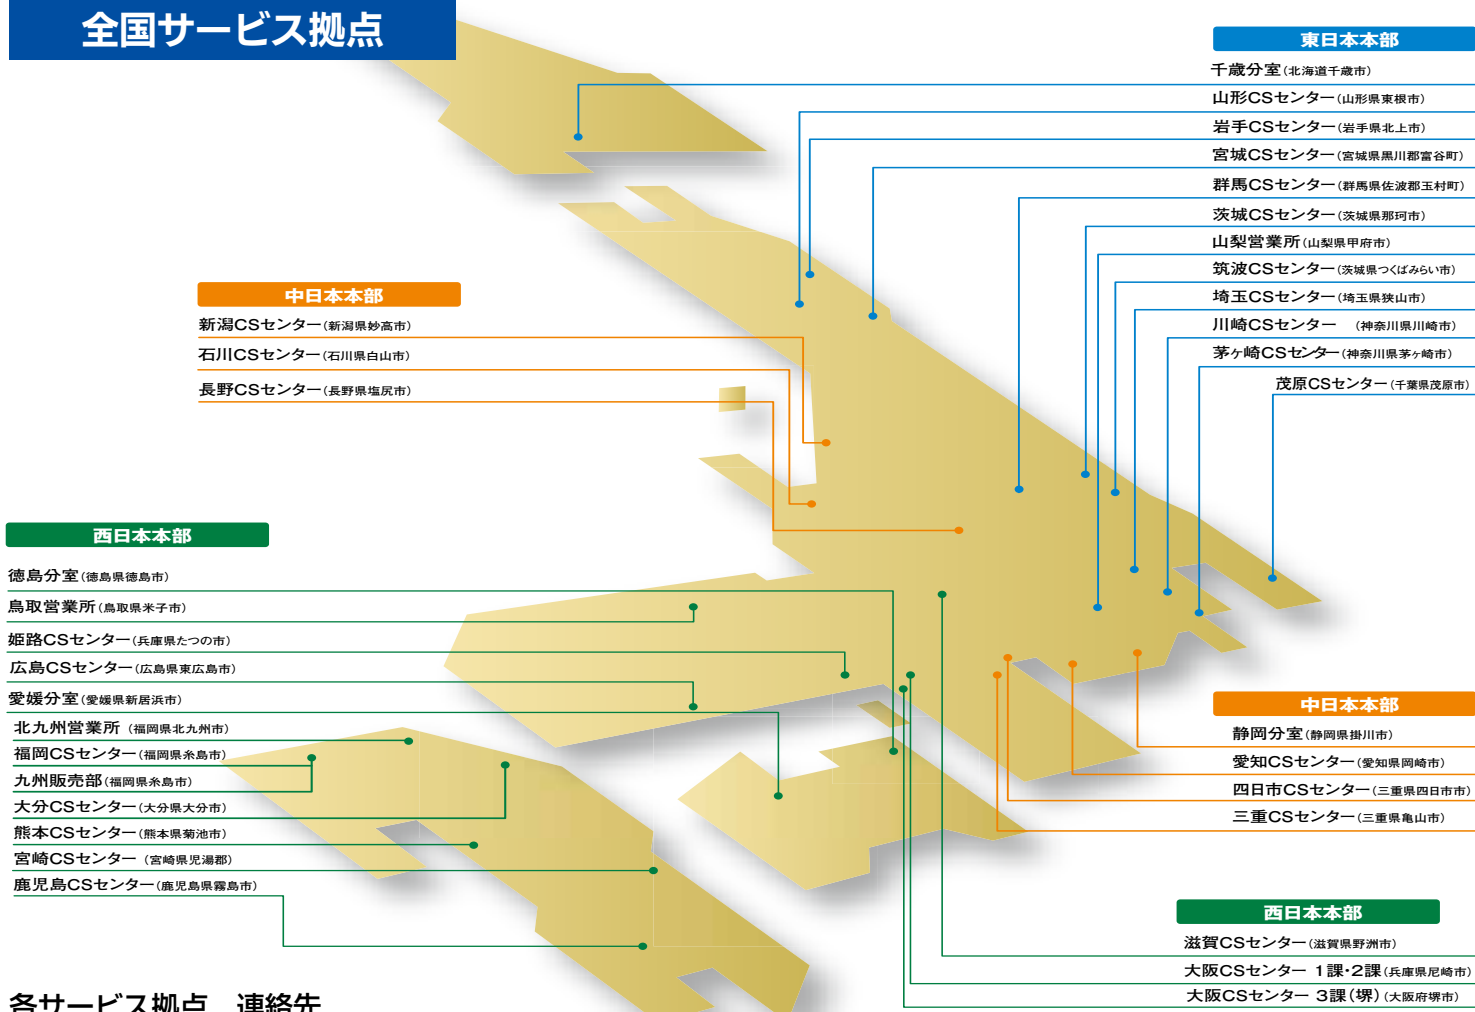 全国サービス拠点
東日本本部
千歳分室(北海道千歳市)
山形CSセンター(山形県東根市)
岩手CSセンター(岩手県北上市)
宮城CSセンター(宮城県黒川郡富谷町)
群馬CSセンター(群馬県佐波郡玉村町)
茨城CSセンター(茨城県那珂市)
山梨営業所(山梨県甲府市)
筑波CSセンター(茨城県つくばみらい市)
埼玉CSセンター(埼玉県狭山市)
川崎CSセンター (神奈川県川崎市)
茅ヶ崎CSセンター(神奈川県茅ヶ崎市)
茂原CSセンター(千葉県茂原市)
中日本本部
新潟CSセンター(新潟県妙高市)
石川CSセンター(石川県白山市)
長野CSセンター(長野県塩尻市)
西日本本部
徳島分室(徳島県徳島市)
鳥取営業所(鳥取県米子市)
姫路CSセンター(兵庫県たつの市)
広島CSセンター(広島県東広島市)
愛媛分室(愛媛県新居浜市)
北九州営業所 (福岡県北九州市)
福岡CSセンター(福岡県糸島市)
九州販売部(福岡県糸島市)
大分CSセンター(大分県大分市)
熊本CSセンター(熊本県菊池市)
宮崎CSセンター (宮崎県児湯郡)
鹿児島CSセンター(鹿児島県霧島市)
中日本本部
静岡分室(静岡県掛川市)
愛知CSセンター(愛知県岡崎市)
四日市CSセンター(三重県四日市市)
三重CSセンター(三重県亀山市)
西日本本部
滋賀CSセンター(滋賀県野洲市)
大阪CSセンター 1課・2課(兵庫県尼崎市)
大阪CSセンター 3課(堺)(大阪府堺市)
各サービス拠点 連絡先